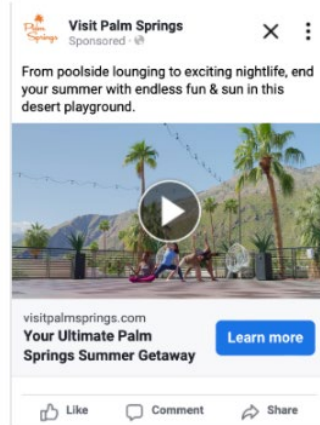 Palm
Springs
Visit Palm Springs
Sponsored ·
From poolside lounging to exciting nightlife, end
your summer with endless fun & sun in this
desert playground.
visitpalmsprings.com
Your Ultimate Palm
Springs Summer Getaway
Learn more
Like
Comment
Share